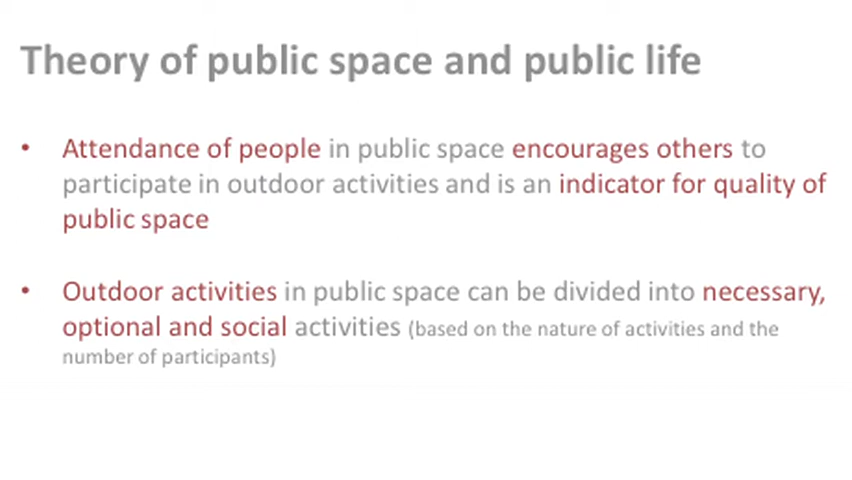 Theory of public space and public life
• Attendance of people in public space encourages others to
participate in outdoor activities and is an indicator for quality of
public space
• Outdoor activities in public space can be divided into necessary,
optional and social activities (based on the nature of activities and the
number of participants)